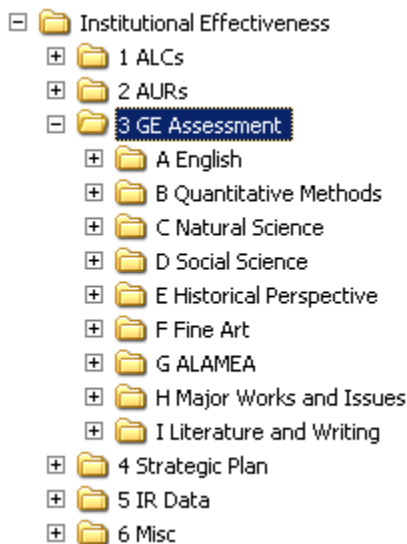 Institutional Effectiveness
1 ALCs
2 AURs
3 GE Assessment
A English
B Quantitative Methods
C Natural Science
D Social Science
E Historical Perspective
F Fine Art
G ALAMEA
H Major Works and Issues
I Literature and Writing
4 Strategic Plan
5 IR Data
6 Misc